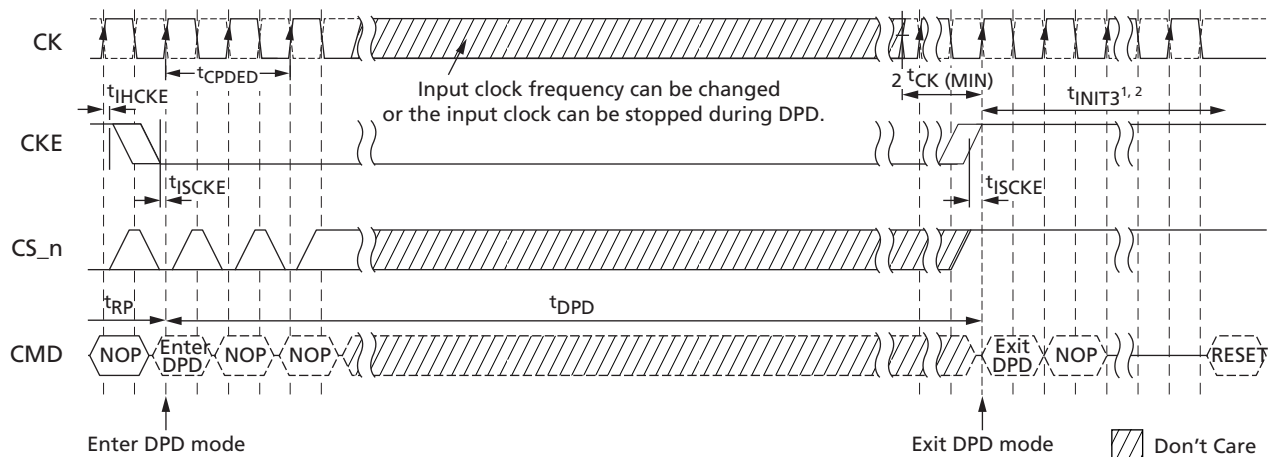 CK
tCPDED
tIHCKE
Input clock frequency can be changed
or the input clock can be stopped during DPD.
2 tCK (MIN)
tINIT3 1, 2
CKE
tISCKE
tISCKE
CS_n
tRP
tDPD
CMD
NOP
Enter
DPD
NOP
NOP
Exit
DPD
NOP
RESET
Enter DPD mode
Exit DPD mode
Don't Care